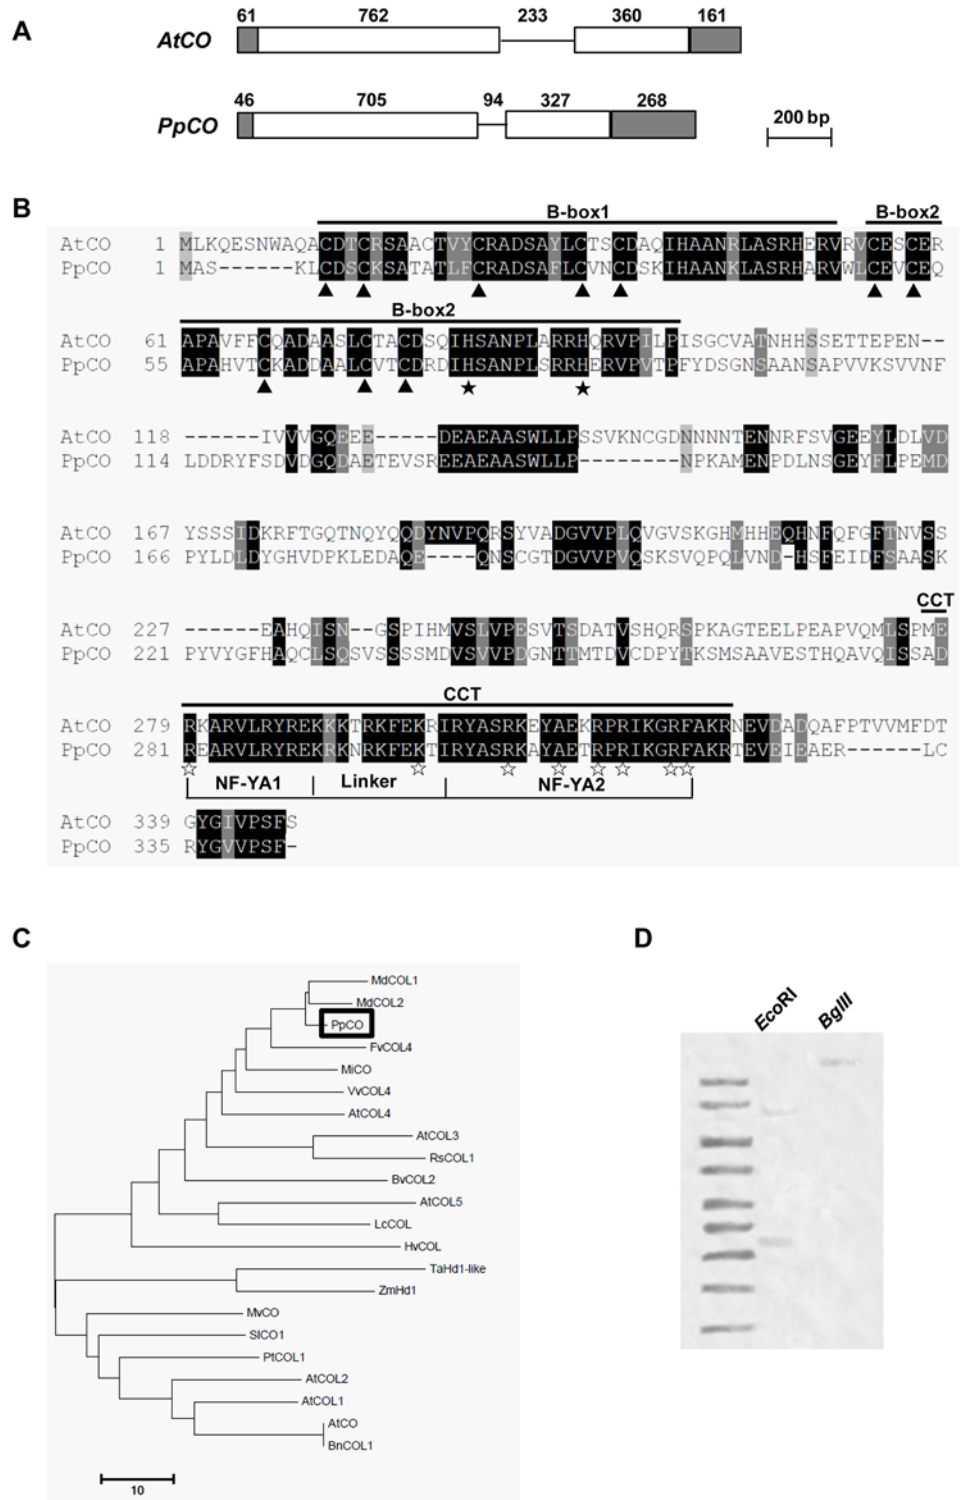 A
61 762 233 360 161
AtCO
46 705 94 327 268
PpCO
200 bp
B
B-box1 B-box2
AtCO 1 MLKQESNWAQACDTCRSAACTVYCRADSAYLCTSCDAQIHAANRLASRHERVRVCESCER
PpCO 1 MAS------KLCDSCKSATATLFCRADSAFLCVNCDSKIHAANKLASRHARVWLCEVCEQ
B-box2
AtCO 61 APAVFFCQADAASLCTACDSQIHSANPLARRHQRVPILPISGCVATNHHSSETTEPEN--
PpCO 55 APAHVTCKADDAALCVTCDRDIHSANPLSRRHERVPVTPFYDSGNSAANSAPVVKSVVNF
AtCO 118 ------IVVVGQEEE-----DEAEAASWLLPSSVKNCGDNNNNTENNRFSVGEEYLDLVD
PpCO 114 LDDRYFSDVDGQDAETEVSREEAEAASWLLP--------NPKAMENPDLNSGEYFLPEMD
AtCO 167 YSSSIDKRFTGQTNQYQQDYNVPQRSYVADGVVPLQVGVSKGHMHHEQHNFQFGFTNVSS
PpCO 166 PYLDLDYGHVDPKLEDAQE----QNSCGTDGVVPVQSKSVQPQLVND-HSFEIDFSAASK
CCT
AtCO 227 ------EAHQISN--GSPIHMVSLVPESVTSDATVSHQRSPKAGTEELPEAPVQMLSPME
PpCO 221 PYVYGFHAQCLSQSVSSSSMDVSVVPDGNTTMTDVCDPYTKSMSAAVESTHQAVQISSAD
CCT
AtCO 279 RKARVLRYREKKKTRKFEKRIRYASRKEYAEKRPRIKGRFAKRNEVDADQAFPTVVMFDT
PpCO 281 REARVLRYREKRKNRKFEKTIRYASRKAYAETRPRIKGRFAKRTEVEIEAER------LC
NF-YA1 Linker NF-YA2
AtCO 339 GYGIVPSFS
PpCO 335 RYGVVPSF-
C
MdCOL1
MdCOL2
PpCO
FvCOL4
MiCO
VvCOL4
AtCOL4
AtCOL3
RsCOL1
BvCOL2
AtCOL5
LcCOL
HvCOL
TaHd1-like
ZmHd1
MvCO
SlCO1
PtCOL1
AtCOL2
AtCOL1
AtCO
BnCOL1
10
D
EcoRI BglII